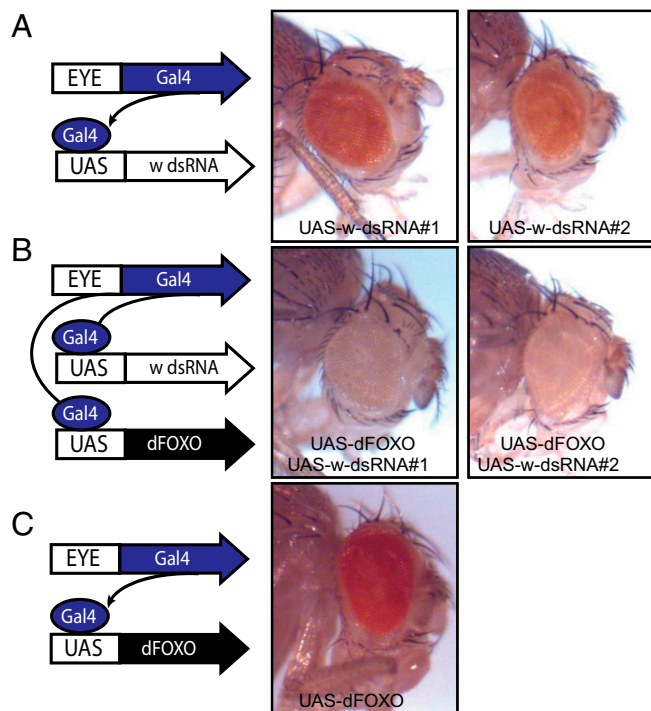 A
EYE Gal4
Gal4
UAS w dsRNA
UAS-w-dsRNA#1
UAS-w-dsRNA#2
B
EYE Gal4
Gal4
UAS w dsRNA
Gal4
UAS dFOXO
UAS-dFOXO
UAS-w-dsRNA#1
UAS-dFOXO
UAS-w-dsRNA#2
C
EYE Gal4
Gal4
UAS dFOXO
UAS-dFOXO